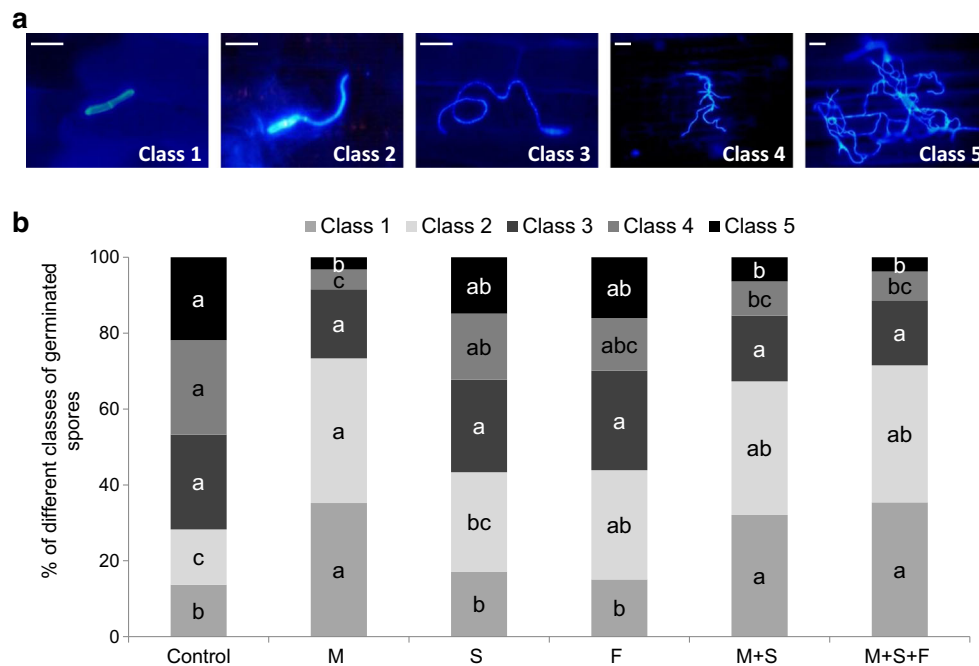 a
Class 1
Class 2
Class 3
Class 4
Class 5
b
Class 1 Class 2 Class 3 Class 4 Class 5
% of different classes of germinated
spores
100
80
60
40
20
0
a
a
a
c
b
b
c
a
a
a
ab
ab
a
bc
b
ab
abc
a
ab
b
b
bc
a
ab
a
b
bc
a
ab
a
Control M S F M+S M+S+F